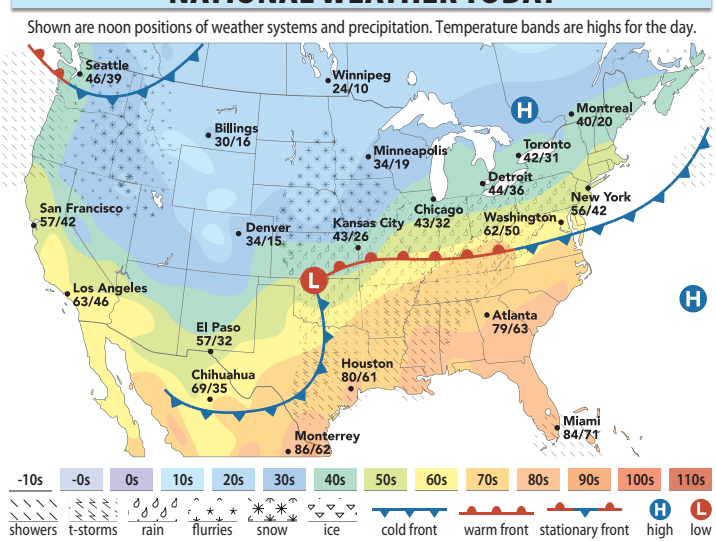 NATIONAL WEATHER TODAY
Shown are noon positions of weather systems and precipitation. Temperature bands are highs for the day.
Seattle
46/39
Winnipeg
24/10
H
Montreal
40/20
Billings
30/16
Toronto
42/31
Minneapolis
34/19
Detroit
44/36
New York
56/42
San Francisco
57/42
Chicago
43/32
Washington
62/50
Kansas City
43/26
Denver
34/15
L
Los Angeles
63/46
H
Atlanta
79/63
El Paso
57/32
Houston
80/61
Chihuahua
69/35
Miami
84/71
Monterrey
86/62
-10s -0s 0s 10s 20s 30s 40s 50s 60s 70s 80s 90s 100s 110s
H L
showers t-storms rain flurries snow ice cold front warm front stationary front high low